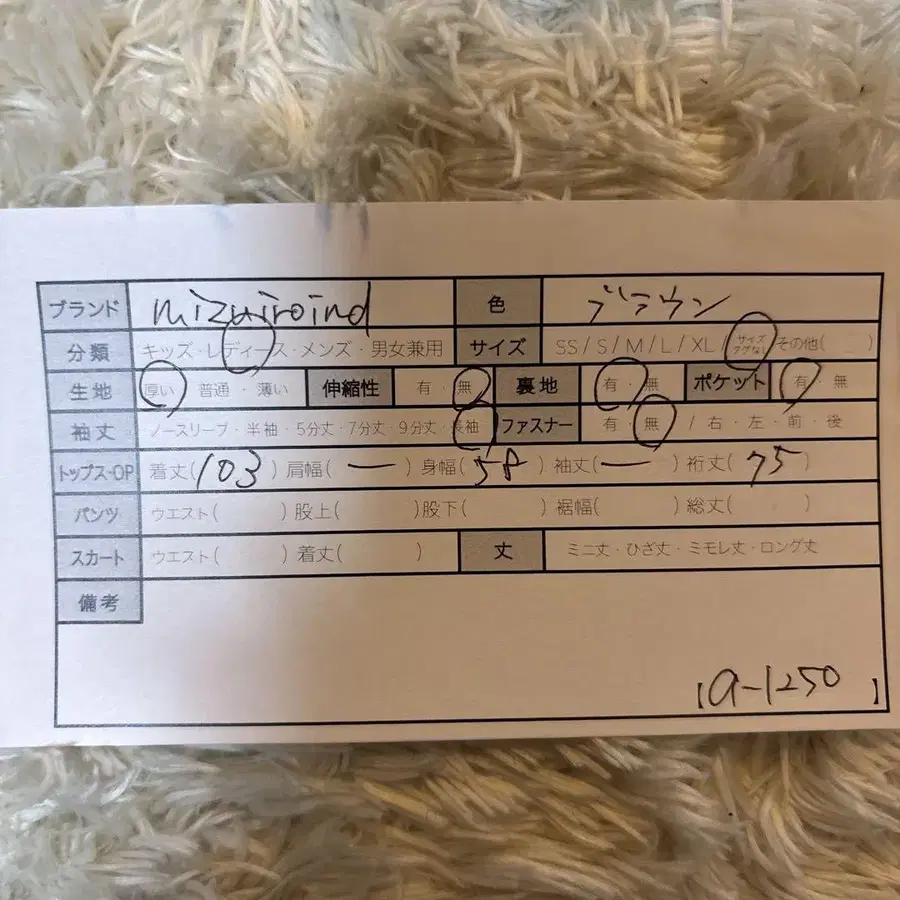 ブランド mizuiroind 色 ブラウン
分類 キッズ・レディース・メンズ・男女兼用 サイズ SS / S / M / L / XL / サイズタグなし その他( )
生地 厚い・普通・薄い 伸縮性 有・無 裏地 有・無 ポケット 有・無
袖丈 ノースリーブ・半袖・5分丈・7分丈・9分丈・長袖 ファスナー 有・無 / 右・左・前・後
トップス・OP 着丈(103) 肩幅(ー) 身幅(58) 袖丈(ー) 裄丈(75)
パンツ ウエスト( ) 股上( ) 股下( ) 裾幅( ) 総丈( )
スカート ウエスト( ) 着丈( ) 丈 ミニ丈・ひざ丈・ミモレ丈・ロング丈
備考
【a-1250】